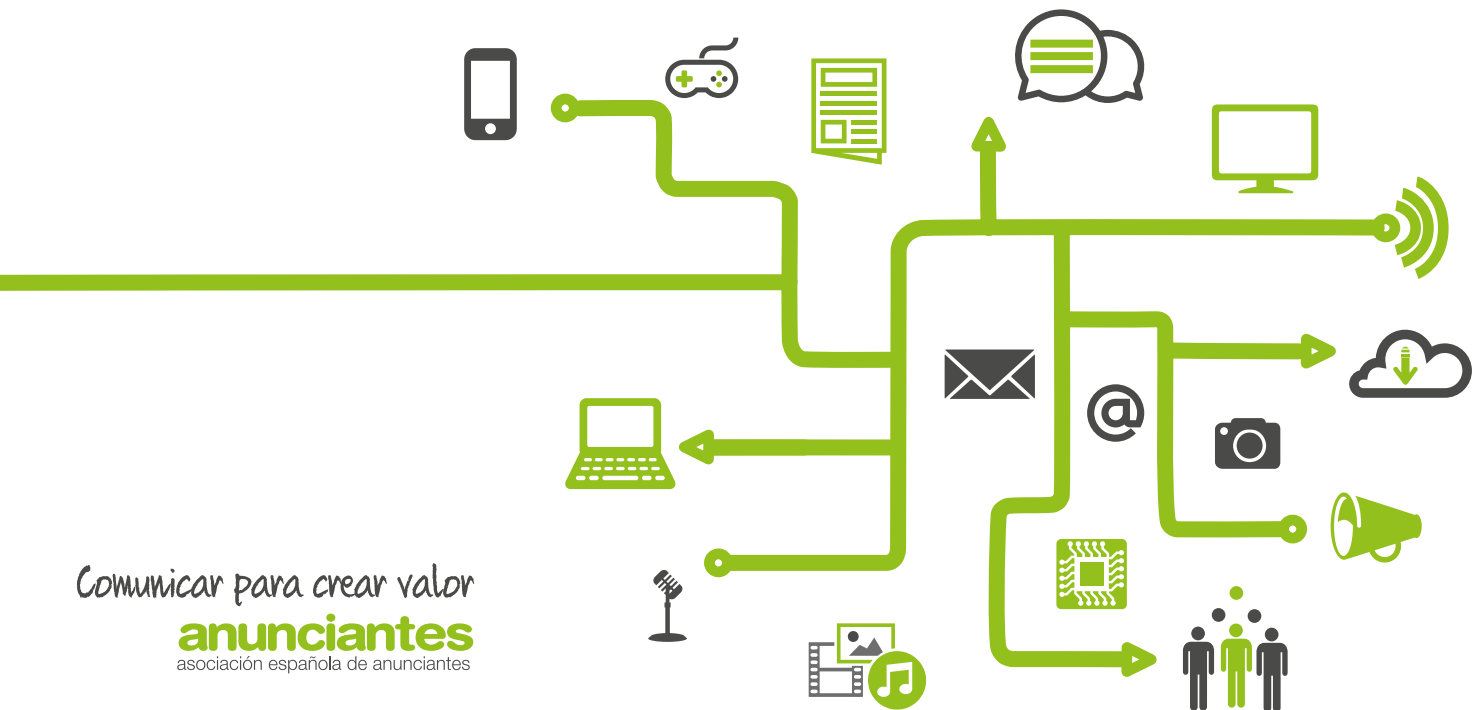 Comunicar para crear valor
anunciantes
asociación española de anunciantes
@